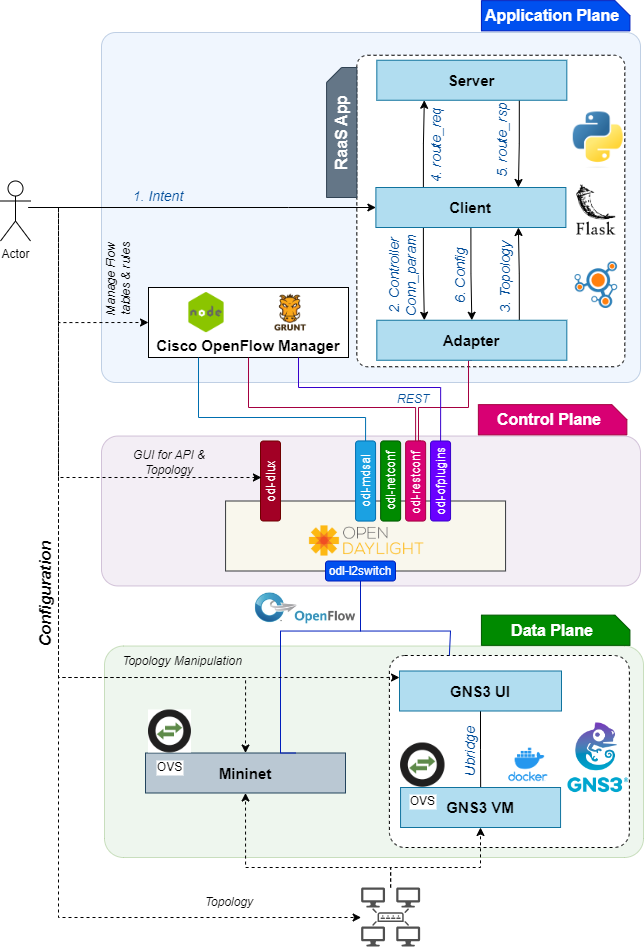 Application Plane
RaaS App
Server
4. route_req
5. route_rsp
1. Intent
Client
Flask
Actor
Manage Flow
tables & rules
2. Controller
Conn_param
6. Config
3. Topology
node
GRUNT
Cisco OpenFlow Manager
Adapter
REST
Control Plane
GUI for API &
Topology
odl-dlux
odl-mdsal
odl-netconf
odl-restconf
odl-ofplugins
OPEN
DAYLIGHT
odl-l2switch
Configuration
OpenFlow
Data Plane
Topology Manipulation
GNS3 UI
OVS
Mininet
Ubridge
docker
GNS3®
OVS
GNS3 VM
Topology